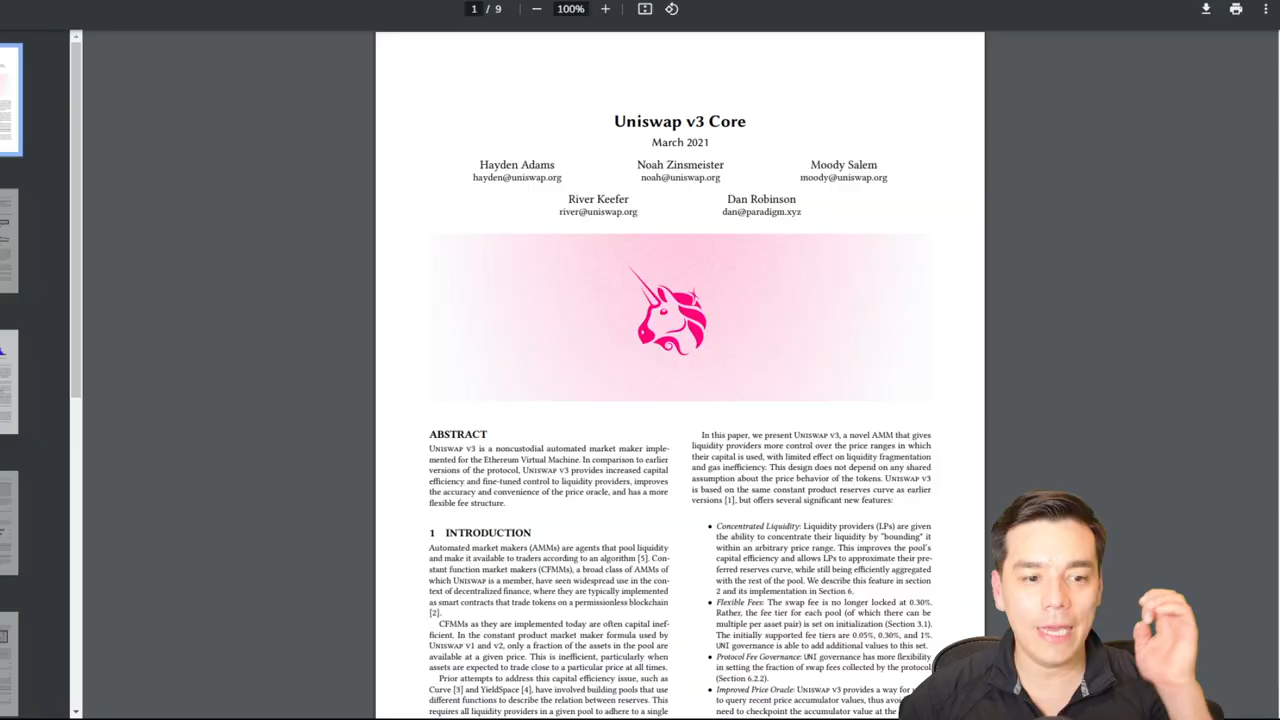 1 / 9
100%
Uniswap v3 Core
March 2021
Hayden Adams
hayden@uniswap.org
Noah Zinsmeister
noah@uniswap.org
Moody Salem
moody@uniswap.org
River Keefer
river@uniswap.org
Dan Robinson
dan@paradigm.xyz
ABSTRACT
Uniswap v3 is a noncustodial automated market maker imple-
mented for the Ethereum Virtual Machine. In comparison to earlier
versions of the protocol, Uniswap v3 provides increased capital
efficiency and fine-tuned control to liquidity providers, improves
the accuracy and convenience of the price oracle, and has a more
flexible fee structure.
1 INTRODUCTION
Automated market makers (AMMs) are agents that pool liquidity
and make it available to traders according to an algorithm [5]. Con-
stant function market makers (CFMMs), a broad class of AMMs of
which Uniswap is a member, have seen widespread use in the con-
text of decentralized finance, where they are typically implemented
as smart contracts that trade tokens on a permissionless blockchain
[2].
CFMMs as they are implemented today are often capital inef-
ficient. In the constant product market maker formula used by
Uniswap v1 and v2, only a fraction of the assets in the pool are
available at a given price. This is inefficient, particularly when
assets are expected to trade close to a particular price at all times.
Prior attempts to address this capital efficiency issue, such as
Curve [3] and YieldSpace [4], have involved building pools that use
different functions to describe the relation between reserves. This
requires all liquidity providers in a given pool to adhere to a single
In this paper, we present Uniswap v3, a novel AMM that gives
liquidity providers more control over the price ranges in which
their capital is used, with limited effect on liquidity fragmentation
and gas inefficiency. This design does not depend on any shared
assumption about the price behavior of the tokens. Uniswap v3
is based on the same constant product reserves curve as earlier
versions [1], but offers several significant new features:
• Concentrated Liquidity: Liquidity providers (LPs) are given
the ability to concentrate their liquidity by "bounding" it
within an arbitrary price range. This improves the pool's
capital efficiency and allows LPs to approximate their pre-
ferred reserves curve, while still being efficiently aggregated
with the rest of the pool. We describe this feature in section
2 and its implementation in Section 6.
• Flexible Fees: The swap fee is no longer locked at 0.30%.
Rather, the fee tier for each pool (of which there can be
multiple per asset pair) is set on initialization (Section 3.1).
The initially supported fee tiers are 0.05%, 0.30%, and 1%.
UNI governance is able to add additional values to this set.
• Protocol Fee Governance: UNI governance has more flexibility
in setting the fraction of swap fees collected by the protocol
(Section 6.2.2).
• Improved Price Oracle: Uniswap v3 provides a way for
to query recent price accumulator values, thus
need to checkpoint the accumulator value at the